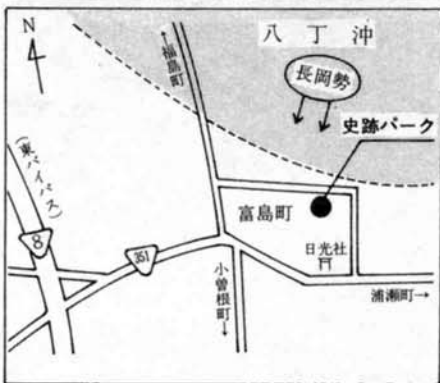 N
八丁沖
長岡勢
↑福島町
史跡パーク
(東バイパス)
富島町
8
351
日光社
小曽根町→
浦瀬町→